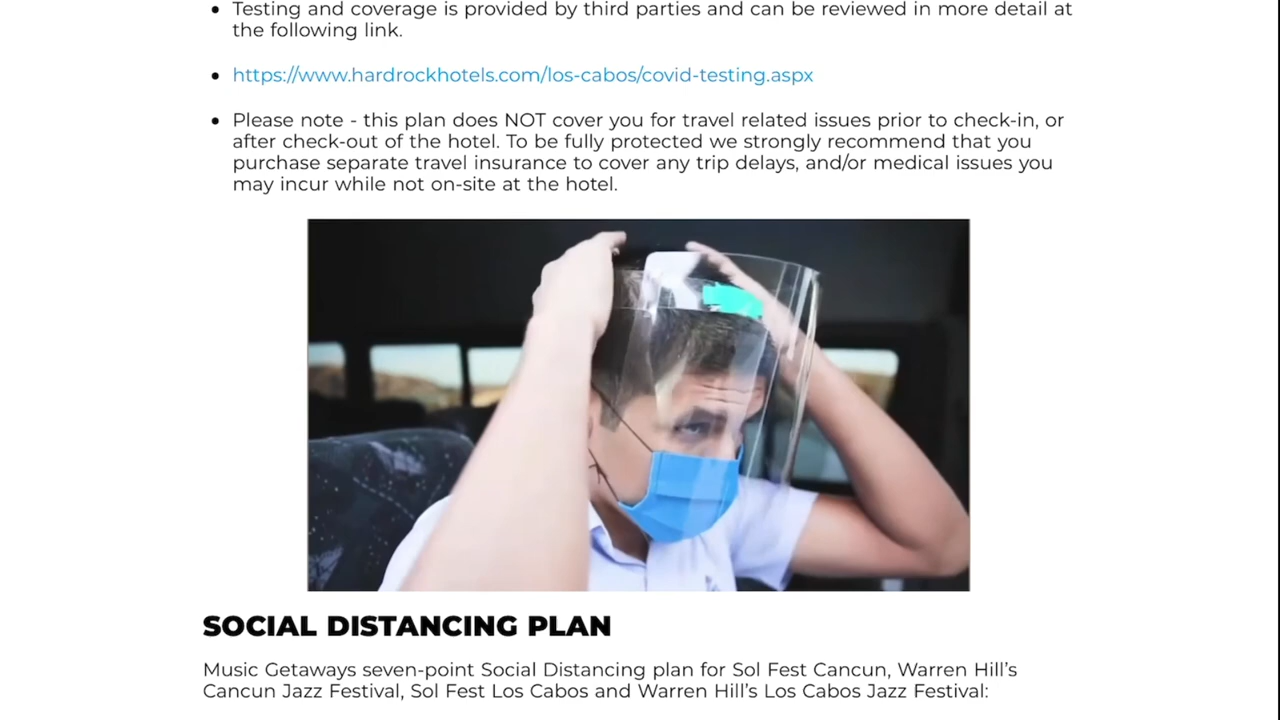 Testing and coverage is provided by third parties and can be reviewed in more detail at
the following link.
https://www.hardrockhotels.com/los-cabos/covid-testing.aspx
Please note - this plan does NOT cover you for travel related issues prior to check-in, or
after check-out of the hotel. To be fully protected we strongly recommend that you
purchase separate travel insurance to cover any trip delays, and/or medical issues you
may incur while not on-site at the hotel.
SOCIAL DISTANCING PLAN
Music Getaways seven-point Social Distancing plan for Sol Fest Cancun, Warren Hill’s
Cancun Jazz Festival, Sol Fest Los Cabos and Warren Hill’s Los Cabos Jazz Festival: